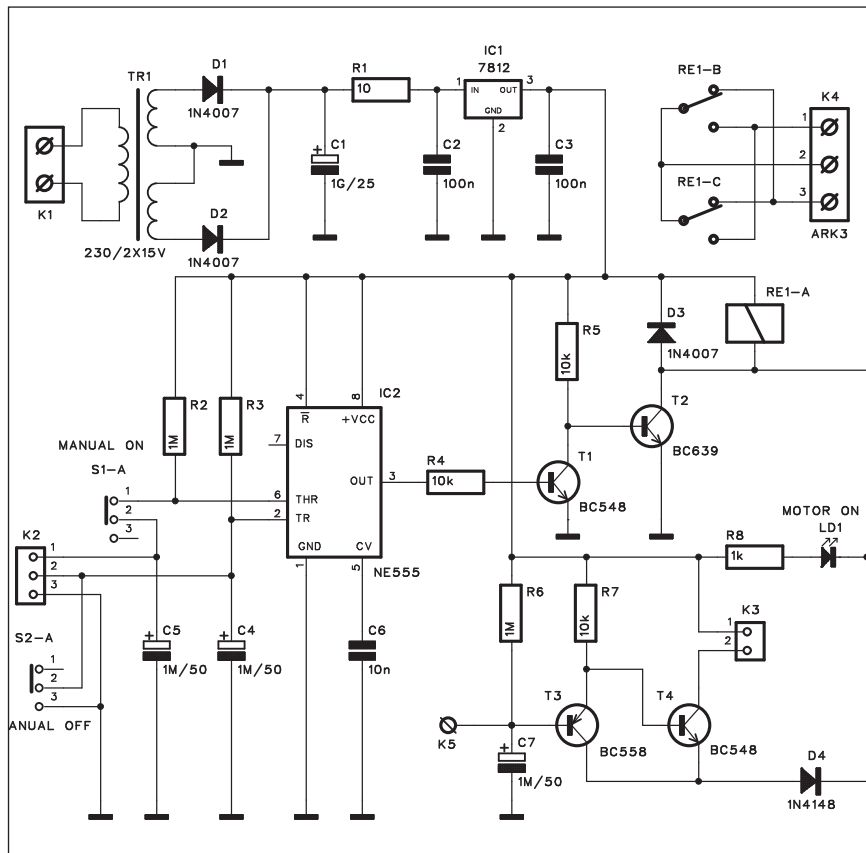 TR1
D1
1N4007
K1
D2
1N4007
230/2X15V
R1
10
C1
+
1G/25
C2
100n
IC1
7812
1
IN
OUT
3
GND
2
C3
100n
RE1-B
RE1-C
K4
1
2
3
ARK3
R2
1M
R3
1M
4
8
IC2
R
+VCC
7
DIS
OUT
3
6
THR
2
TR
GND
CV
1
5
NE555
R4
10k
R5
10k
T1
BC548
D3
1N4007
RE1-A
T2
BC639
MANUAL ON
S1-A
1
2
3
K2
1
2
3
S2-A
1
2
3
ANUAL OFF
+
C5
1M/50
+
C4
1M/50
C6
10n
R6
1M
R7
10k
R8
1k
MOTOR ON
LD1
K3
1
2
K5
T3
BC558
T4
BC548
+
C7
1M/50
D4
1N4148